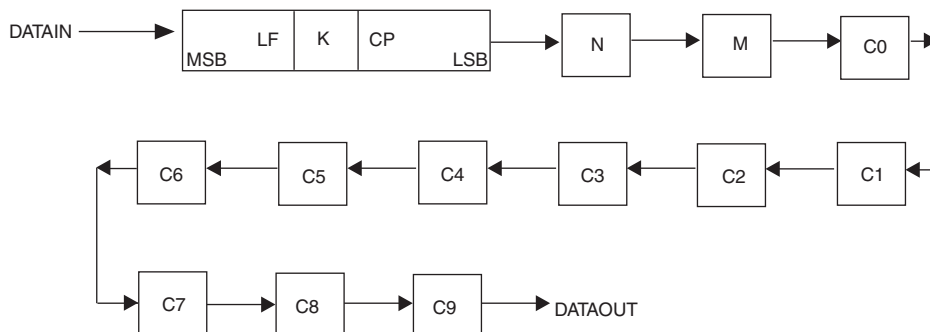 DATAIN
LF K CP
MSB LSB
N
M
C0
C6
C5
C4
C3
C2
C1
C7
C8
C9
DATAOUT